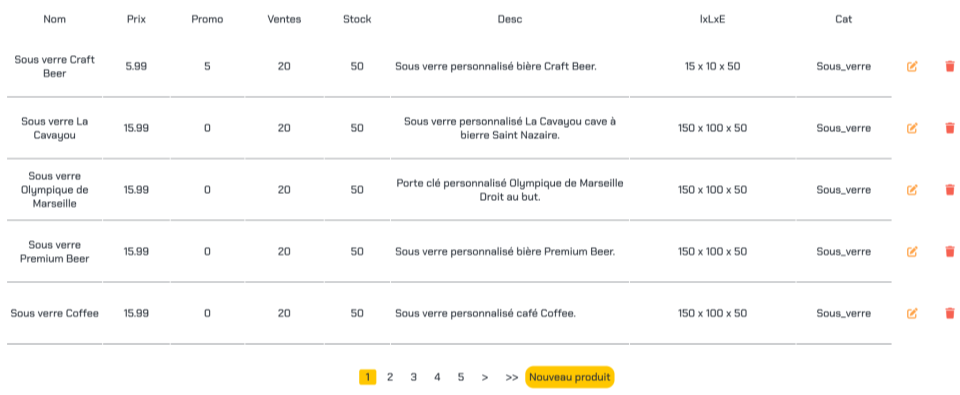 Nom Prix Promo Ventes Stock Desc lxLxE Cat
Sous verre Craft
Beer
5.99 5 20 50 Sous verre personnalisé bière Craft Beer. 15 x 10 x 50 Sous_verre
Sous verre La
Cavayou
15.99 0 20 50
Sous verre personnalisé La Cavayou cave à
bierre Saint Nazaire.
150 x 100 x 50 Sous_verre
Sous verre
Olympique de
Marseille
15.99 0 20 50
Porte clé personnalisé Olympique de Marseille
Droit au but.
150 x 100 x 50 Sous_verre
Sous verre
Premium Beer
15.99 0 20 50 Sous verre personnalisé bière Premium Beer. 150 x 100 x 50 Sous_verre
Sous verre Coffee 15.99 0 20 50 Sous verre personnalisé café Coffee. 150 x 100 x 50 Sous_verre
1 2 3 4 5 > >> Nouveau produit